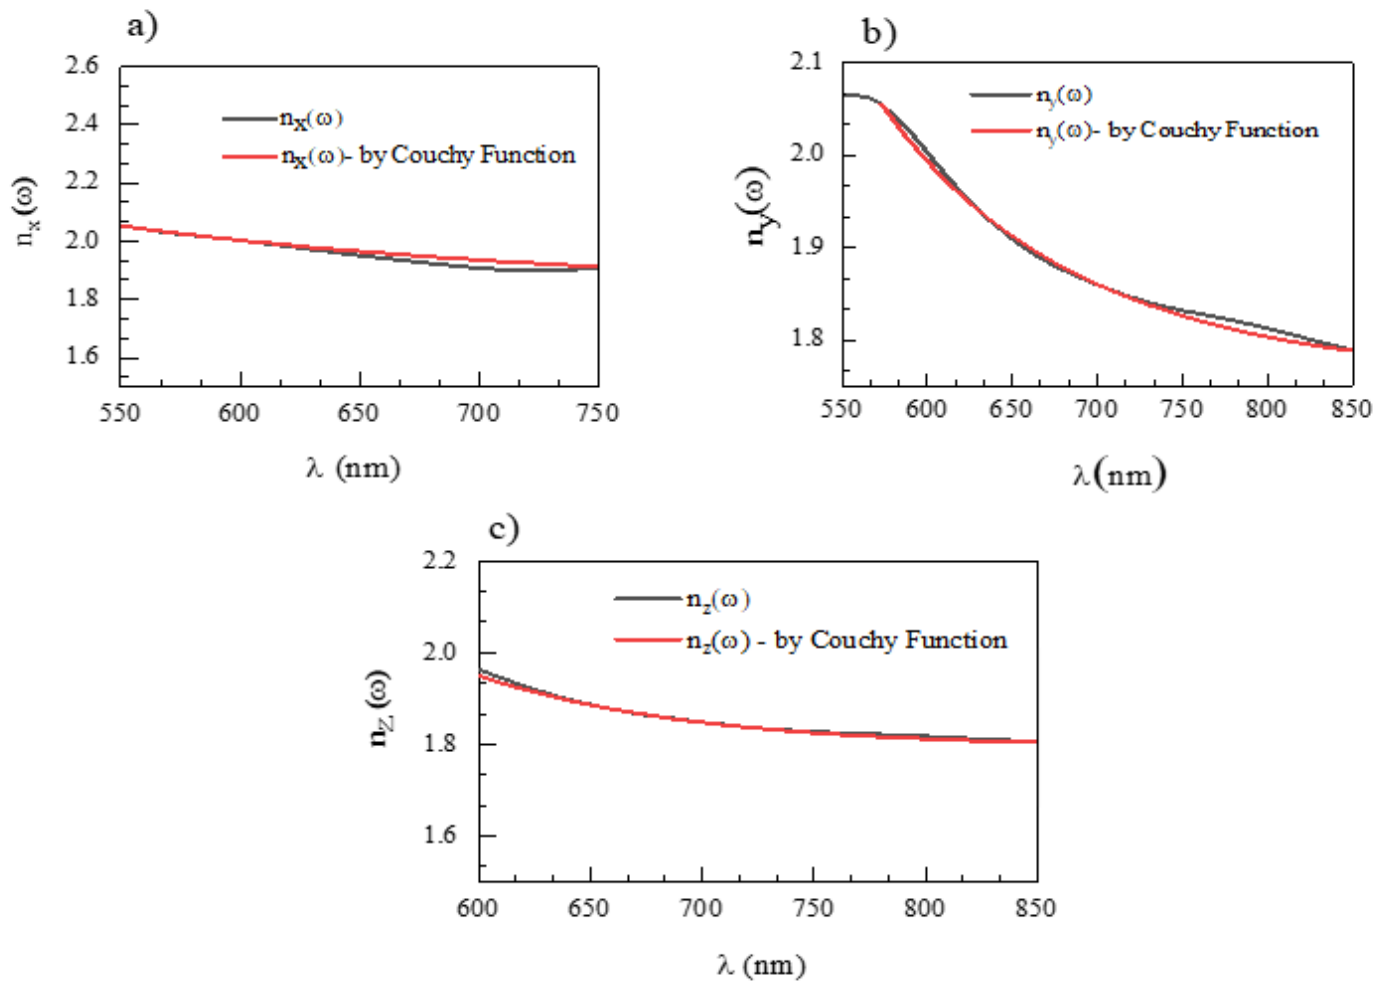 a)
2.6
2.4
2.2
2.0
1.8
1.6
nx(ω)
nx(ω)
nx(ω)- by Couchy Function
550 600 650 700 750
λ (nm)
b)
2.1
2.0
1.9
1.8
ny(ω)
ny(ω)
ny(ω)- by Couchy Function
550 600 650 700 750 800 850
λ(nm)
c)
2.2
2.0
1.8
1.6
nZ(ω)
nz(ω)
nz(ω) - by Couchy Function
600 650 700 750 800 850
λ (nm)